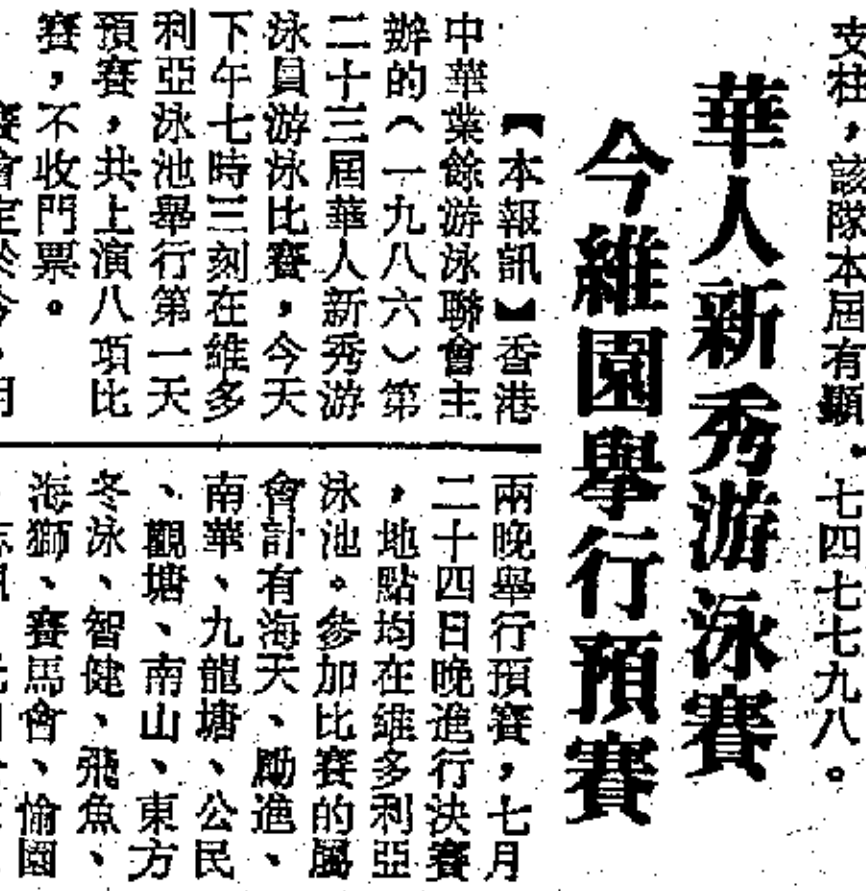 支柱，該隊本屆有
七四七七九八。
華人新秀游泳賽
今維園舉行預賽
【本報訊】香港
中華業餘游泳聯會主
辦的（一九八六）第
二十三屆華人新秀游
泳員游泳比賽，今天
下午七時三刻在維多
利亞泳池舉行第一天
預賽，共上演八項比
賽，不收門票。
賽會定於今、明
兩晚舉行預賽，七月
二十四日晚進行決賽
，地點均在維多利亞
泳池。參加比賽的屬
會計有海天、勵進、
南華、九龍塘、公民
、觀塘、南山、東方
冬泳、智健、飛魚、
海獅、賽馬會、愉園